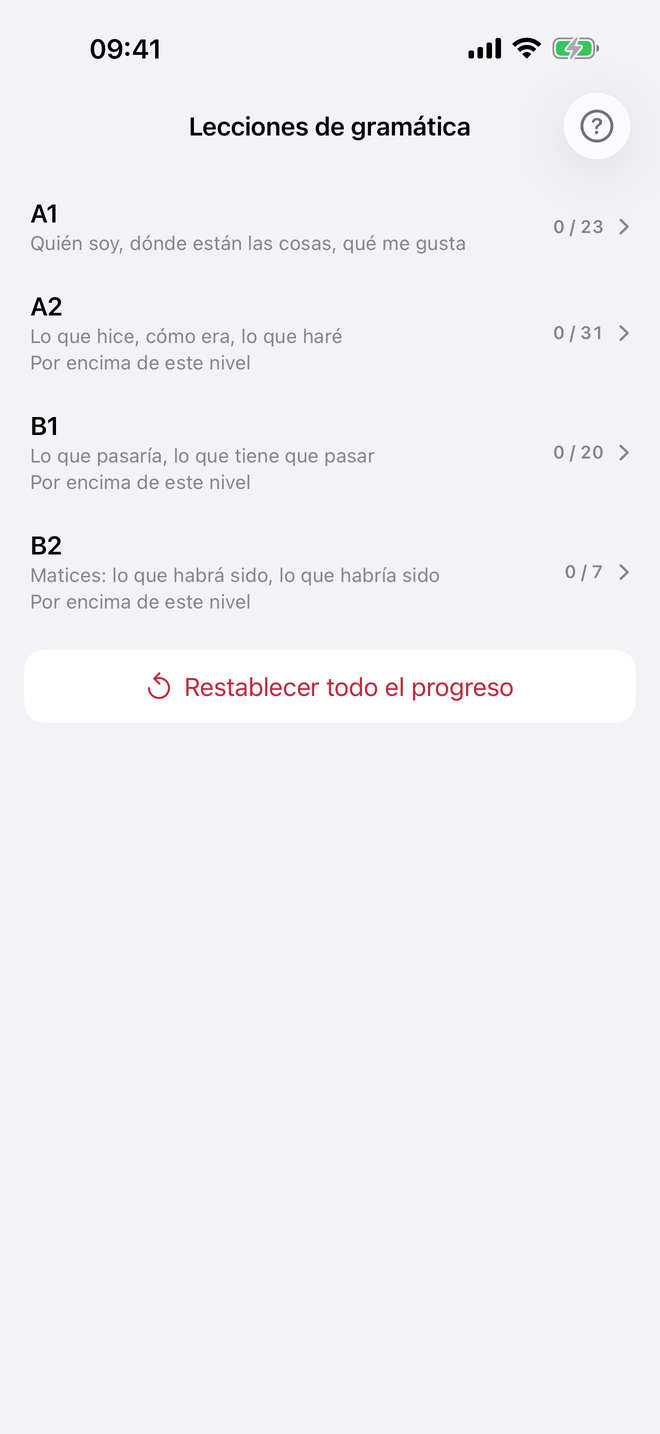 09:41
Lecciones de gramática
A1
Quién soy, dónde están las cosas, qué me gusta
0 / 23
A2
Lo que hice, cómo era, lo que haré
Por encima de este nivel
0 / 31
B1
Lo que pasaría, lo que tiene que pasar
Por encima de este nivel
0 / 20
B2
Matices: lo que habrá sido, lo que habría sido
Por encima de este nivel
0 / 7
Restablecer todo el progreso